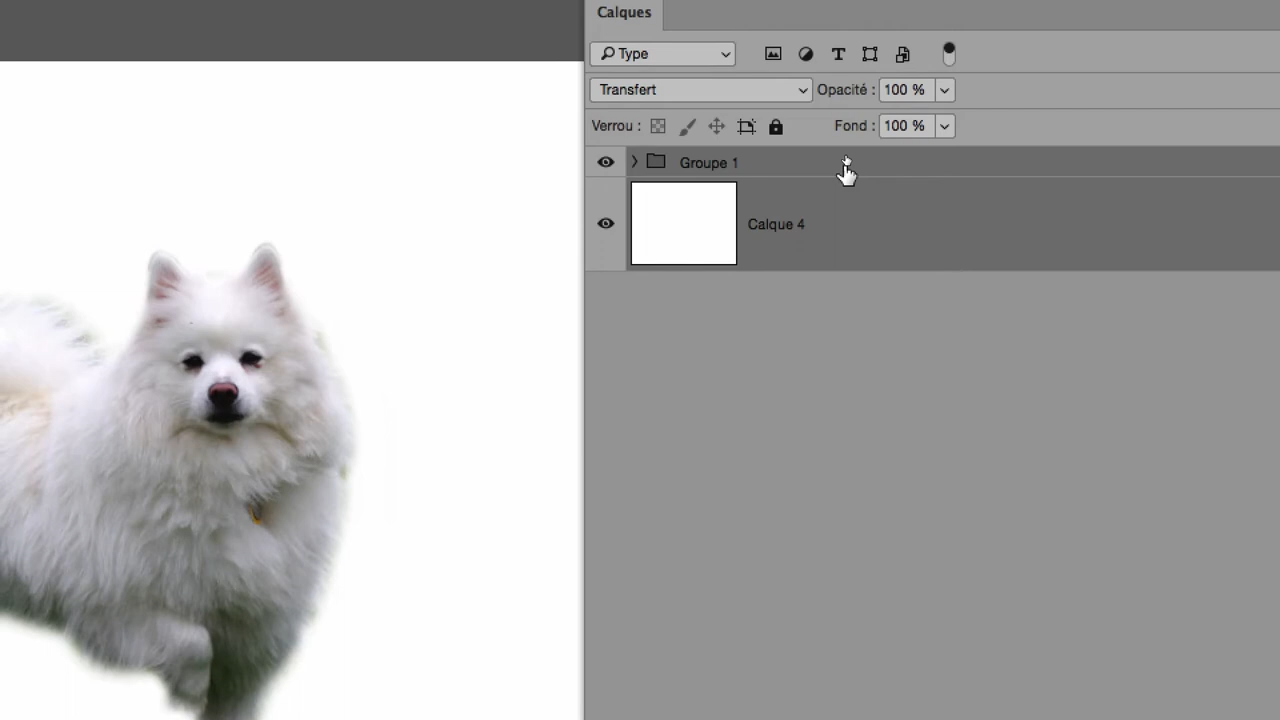 Calques
Type
Transfert Opacité : 100 %
Verrou : Fond : 100 %
Groupe 1
Calque 4